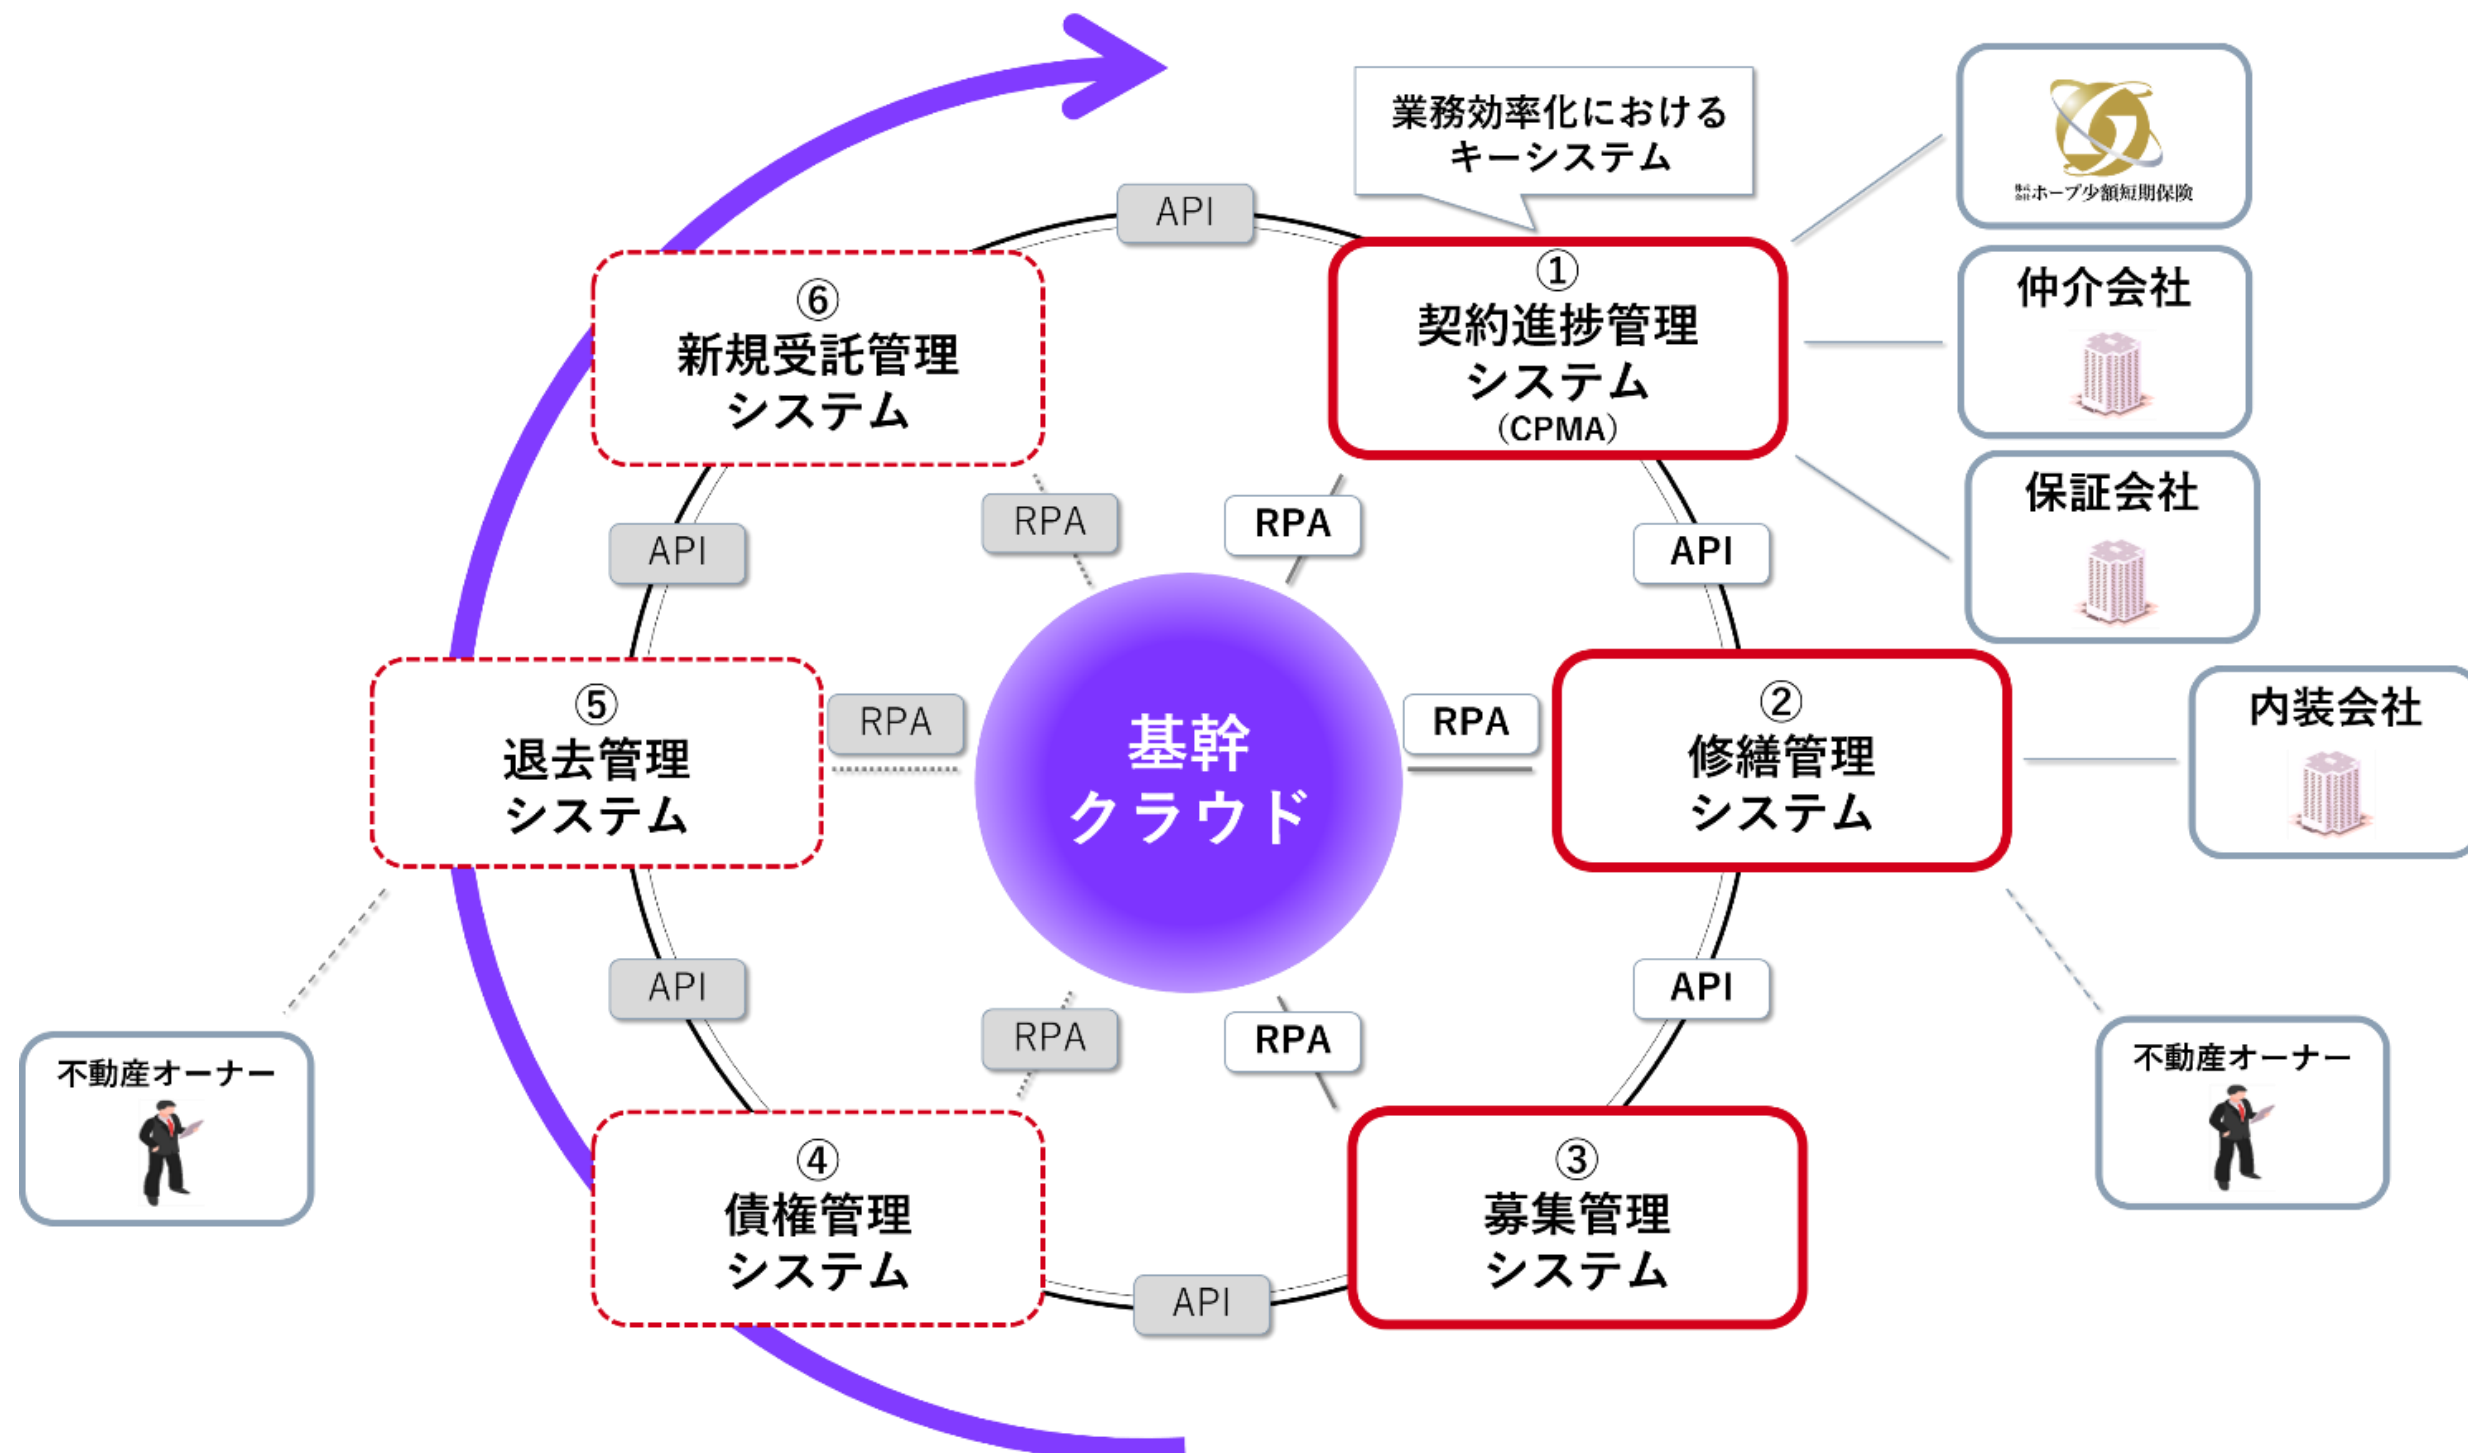 業務効率化における
キーシステム
API
株式会社ホープ少額短期保険
①
契約進捗管理
システム
（CPMA）
⑥
新規受託管理
システム
仲介会社
保証会社
RPA
RPA
API
API
⑤
退去管理
システム
RPA
基幹
クラウド
RPA
②
修繕管理
システム
内装会社
API
RPA
RPA
API
不動産オーナー
不動産オーナー
④
債権管理
システム
API
③
募集管理
システム